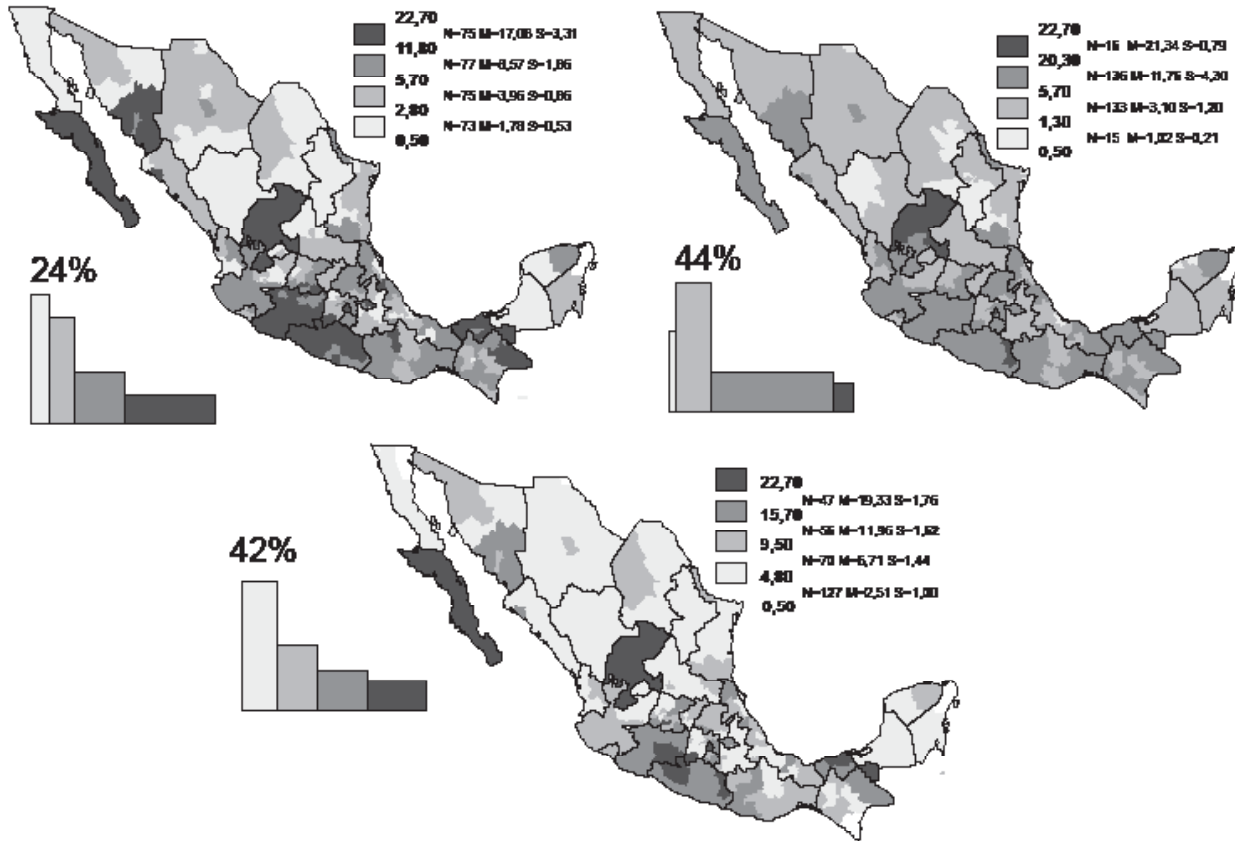 22,70
N=75 M=17,08 S=3,31
11,80
N=77 M=8,57 S=1,86
5,70
N=75 M=3,96 S=0,86
2,80
N=73 M=1,78 S=0,53
0,50
24%
22,70
N=16 M=21,34 S=0,79
20,30
N=136 M=11,76 S=4,30
5,70
N=133 M=3,10 S=1,20
1,30
N=15 M=1,02 S=0,21
0,50
44%
22,70
N=47 M=19,33 S=1,76
15,70
N=56 M=11,96 S=1,62
9,50
N=70 M=6,71 S=1,44
4,80
N=127 M=2,51 S=1,00
0,50
42%